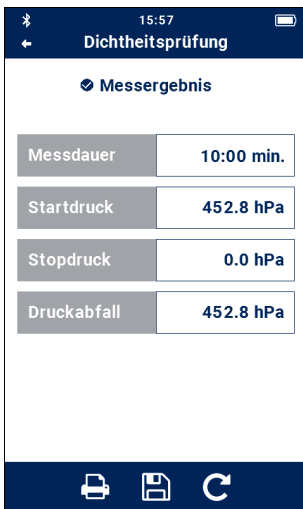 15:57
Dichtheitsprüfung
Messergebnis
Messdauer 10:00 min.
Startdruck 452.8 hPa
Stopdruck 0.0 hPa
Druckabfall 452.8 hPa